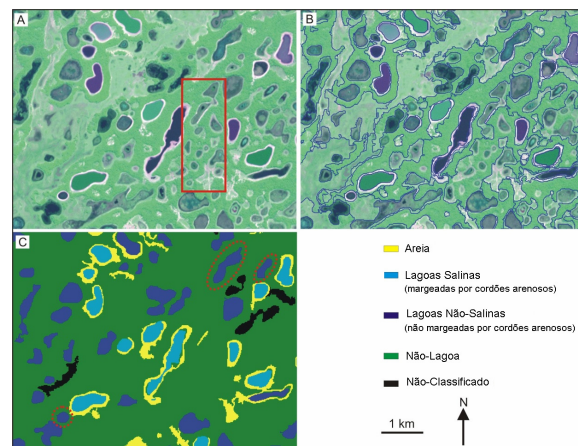 A
B
C
Areia
Lagoas Salinas
(margeadas por cordões arenosos)
Lagoas Não-Salinas
(não margeadas por cordões arenosos)
Não-Lagoa
Não-Classificado
N
1 km